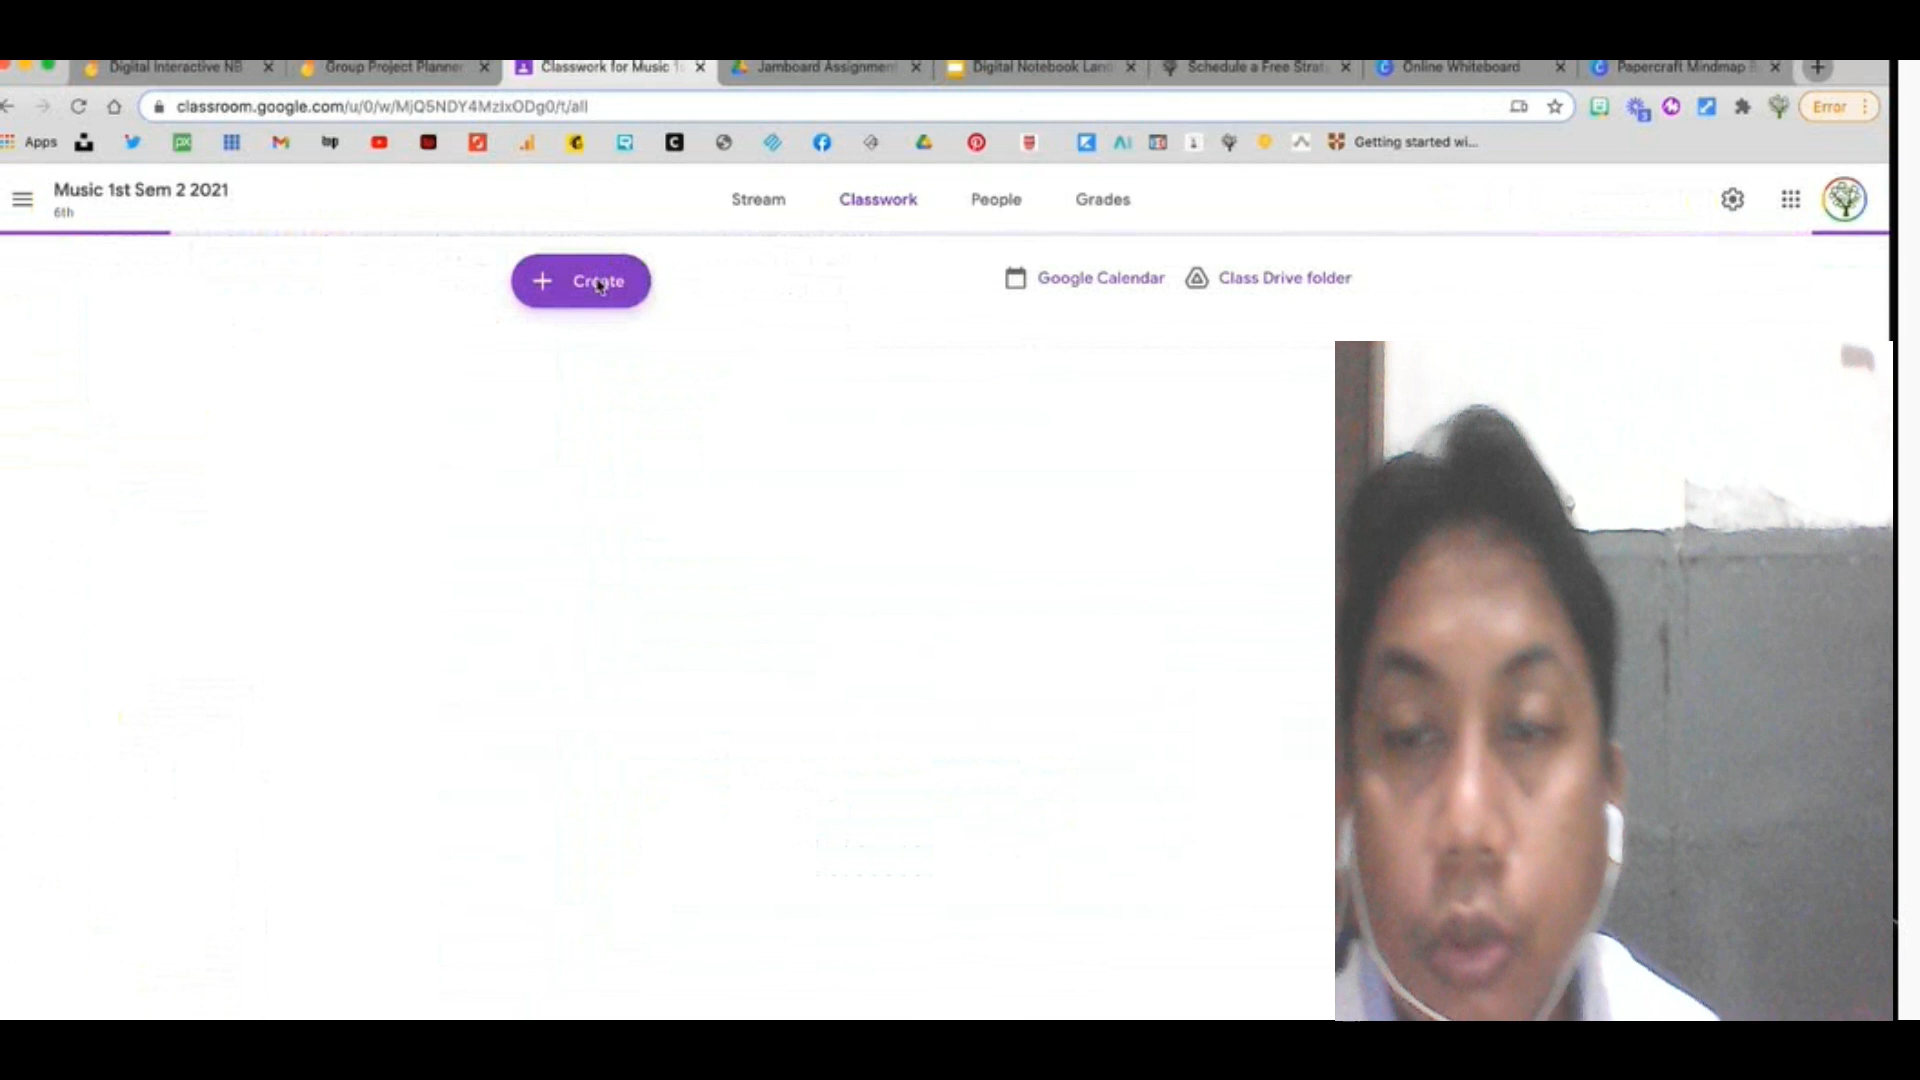 Digital Interactive NB
Group Project Planner
Classwork for Music 1s
Jamboard Assignment
Digital Notebook Land
Schedule a Free Strat
Online Whiteboard
Papercraft Mindmap B
classroom.google.com/u/0/w/MjQ5NDY4MzIxODg0/t/all
Error
Apps
Getting started wi...
Music 1st Sem 2 2021
6th
Stream
Classwork
People
Grades
Create
Google Calendar
Class Drive folder